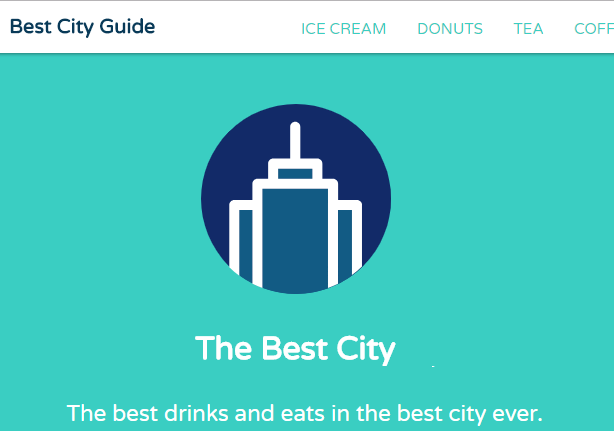 Best City Guide
ICE CREAM DONUTS TEA
The Best City
The best drinks and eats in the best city ever.